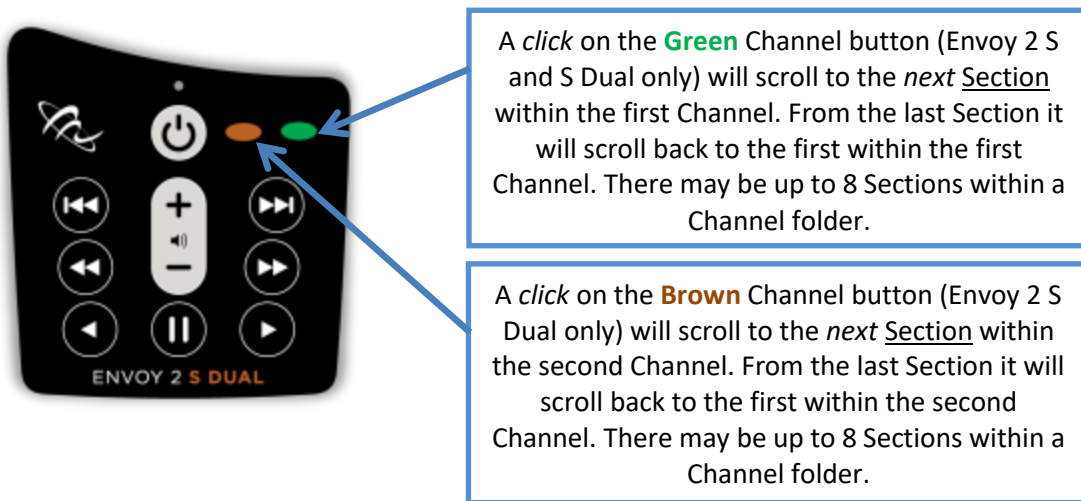 A click on the Green Channel button (Envoy 2 S
and S Dual only) will scroll to the next Section
within the first Channel. From the last Section it
will scroll back to the first within the first
Channel. There may be up to 8 Sections within a
Channel folder.
A click on the Brown Channel button (Envoy 2 S
Dual only) will scroll to the next Section within
the second Channel. From the last Section it will
scroll back to the first within the second
Channel. There may be up to 8 Sections within a
Channel folder.
ENVOY 2 S DUAL